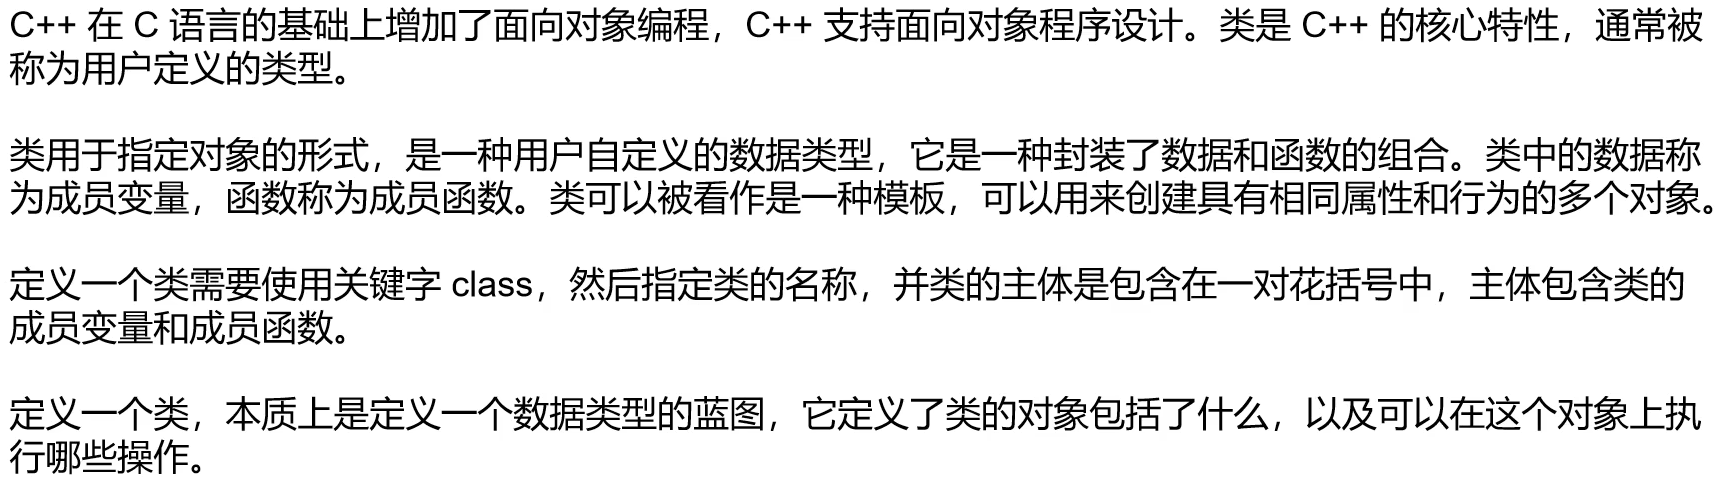 C++ 在 C 语言的基础上增加了面向对象编程，C++ 支持面向对象程序设计。类是 C++ 的核心特性，通常被
称为用户定义的类型。
类用于指定对象的形式，是一种用户自定义的数据类型，它是一种封装了数据和函数的组合。类中的数据称
为成员变量，函数称为成员函数。类可以被看作是一种模板，可以用来创建具有相同属性和行为的多个对象。
定义一个类需要使用关键字 class，然后指定类的名称，并类的主体是包含在一对花括号中，主体包含类的
成员变量和成员函数。
定义一个类，本质上是定义一个数据类型的蓝图，它定义了类的对象包括了什么，以及可以在这个对象上执
行哪些操作。